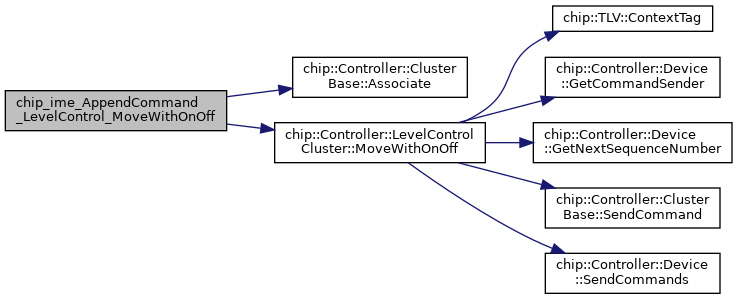 chip_ime_AppendCommand
_LevelControl_MoveWithOnOff
chip::Controller::Cluster
Base::Associate
chip::Controller::LevelControl
Cluster::MoveWithOnOff
chip::TLV::ContextTag
chip::Controller::Device
::GetCommandSender
chip::Controller::Device
::GetNextSequenceNumber
chip::Controller::Cluster
Base::SendCommand
chip::Controller::Device
::SendCommands